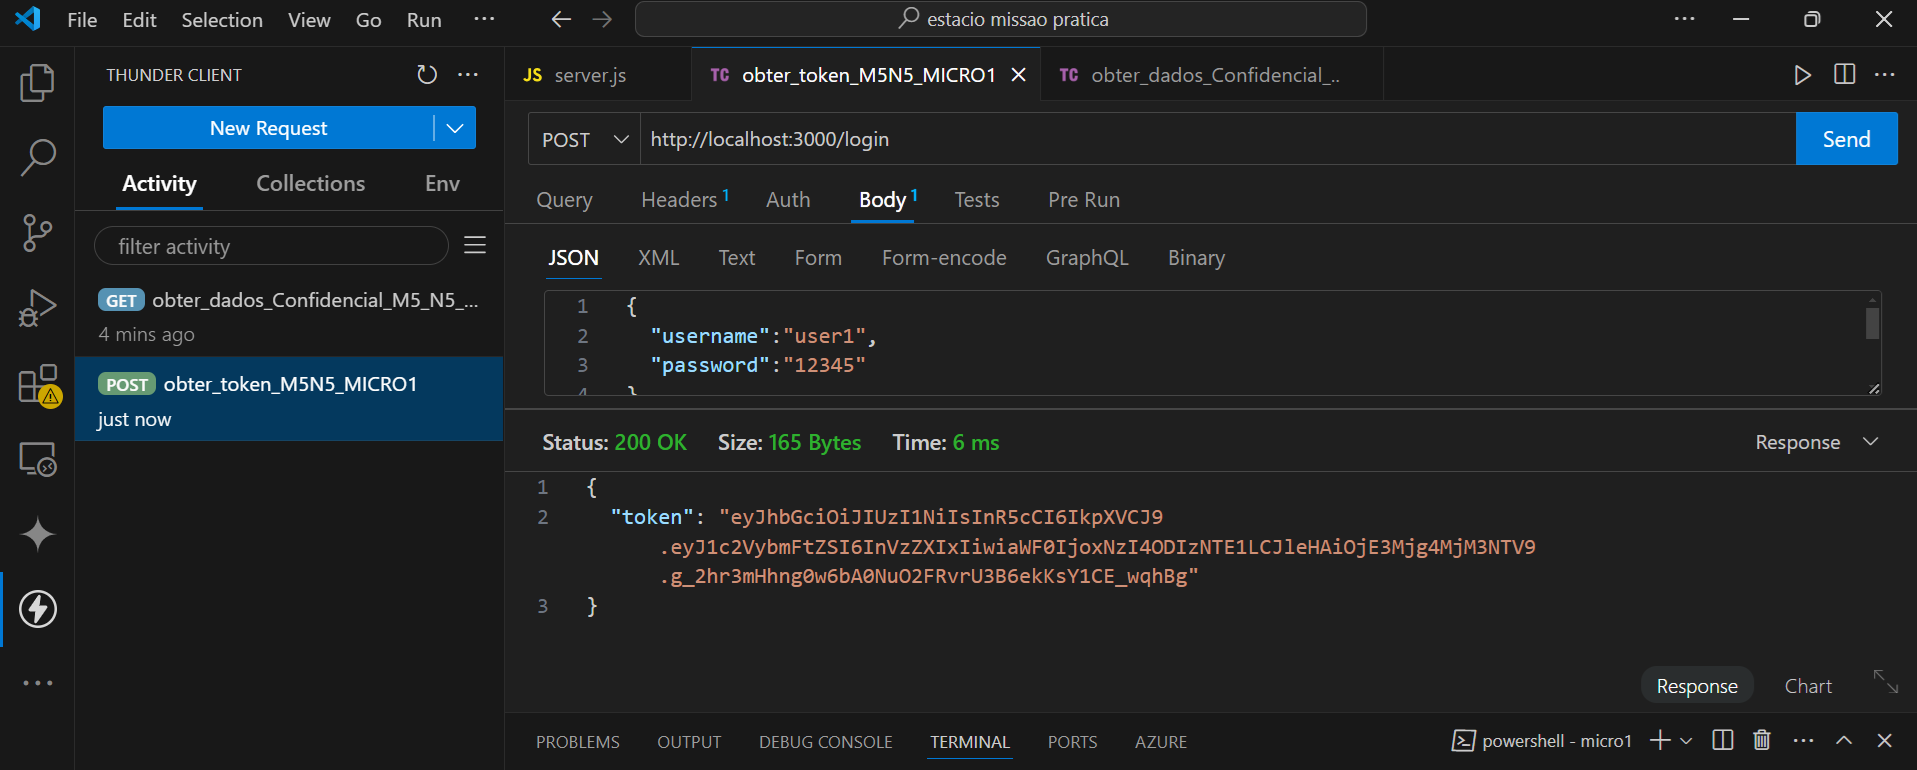 File Edit Selection View Go Run ···
estacio missao pratica
THUNDER CLIENT
New Request
Activity Collections Env
filter activity
GET obter_dados_Confidencial_M5_N5_...
4 mins ago
POST obter_token_M5N5_MICRO1
just now
JS server.js
TC obter_token_M5N5_MICRO1
TC obter_dados_Confidencial_..
POST http://localhost:3000/login
Send
Query Headers 1 Auth Body 1 Tests Pre Run
JSON XML Text Form Form-encode GraphQL Binary
1 {
2 "username":"user1",
3 "password":"12345"
4 }
Status: 200 OK Size: 165 Bytes Time: 6 ms
Response
1 {
2 "token": "eyJhbGciOiJIUzI1NiIsInR5cCI6IkpXVCJ9
.eyJ1c2VybmFtZSI6InVzZXIxIiwiaWF0IjoxNzI4ODIzNTE1LCJleHAiOjE3Mjg4MjM3NTV9
.g_2hr3mHhng0w6bA0NuO2FRvrU3B6ekKsY1CE_wqhBg"
3 }
Response Chart
PROBLEMS OUTPUT DEBUG CONSOLE TERMINAL PORTS AZURE
powershell - micro1